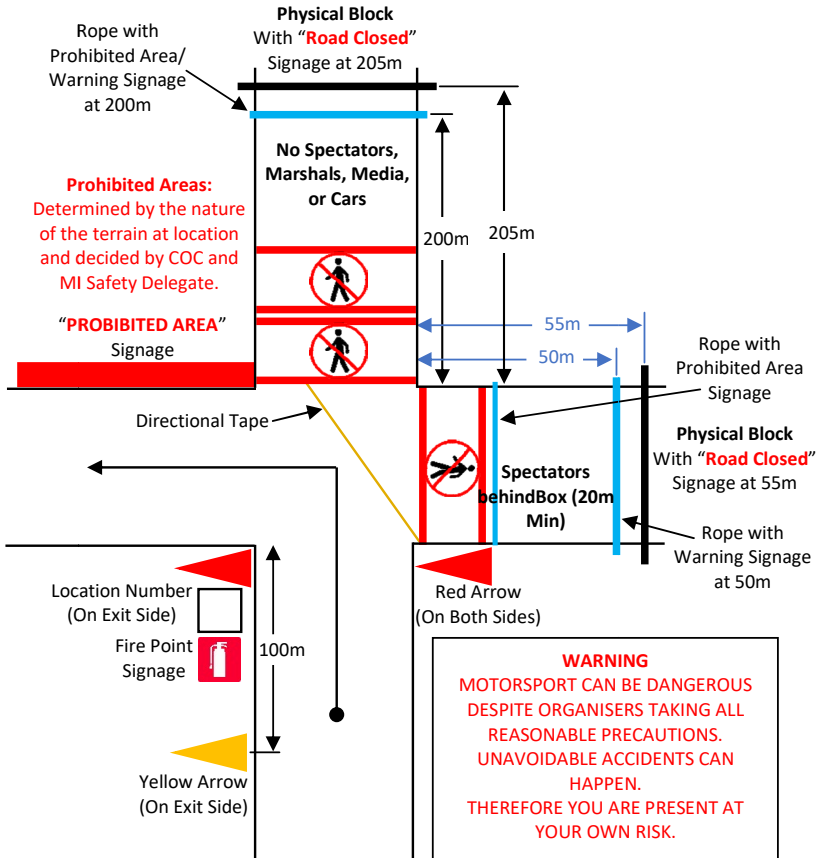 Physical Block
With “Road Closed”
Signage at 205m
Rope with
Prohibited Area/
Warning Signage
at 200m
No Spectators,
Marshals, Media,
or Cars
Prohibited Areas:
Determined by the nature
of the terrain at location
and decided by COC and
MI Safety Delegate.
“PROBIBITED AREA”
Signage
200m
205m
55m
50m
Rope with
Prohibited Area
Signage
Directional Tape
Physical Block
With “Road Closed”
Signage at 55m
Spectators
behindBox (20m
Min)
Rope with
Warning Signage
at 50m
Location Number
(On Exit Side)
Fire Point
Signage
100m
Red Arrow
(On Both Sides)
Yellow Arrow
(On Exit Side)
WARNING
MOTORSPORT CAN BE DANGEROUS
DESPITE ORGANISERS TAKING ALL
REASONABLE PRECAUTIONS.
UNAVOIDABLE ACCIDENTS CAN
HAPPEN.
THEREFORE YOU ARE PRESENT AT
YOUR OWN RISK.